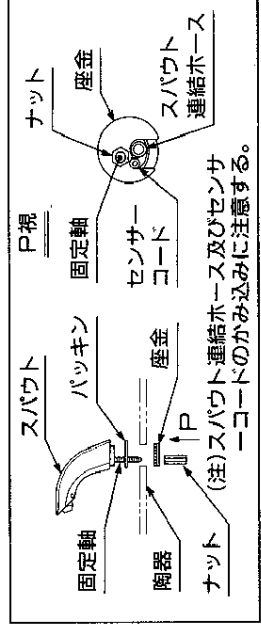 スパウト
パッキン
固定軸
陶器
座金
P
ナット
P視
ナット
座金
固定軸
センサー
コード
スパウト
連結ホース
(注)スパウト連結ホース及びセンサ
ーコードのかみ込みに注意する。